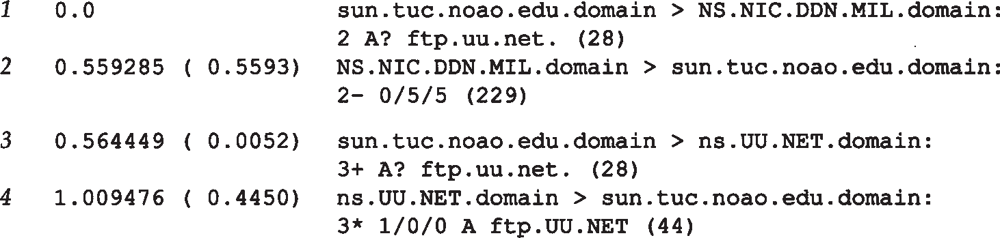 1 0.0 sun.tuc.noao.edu.domain > NS.NIC.DDN.MIL.domain:
2 A? ftp.uu.net. (28)
2 0.559285 ( 0.5593) NS.NIC.DDN.MIL.domain > sun.tuc.noao.edu.domain:
2- 0/5/5 (229)
3 0.564449 ( 0.0052) sun.tuc.noao.edu.domain > ns.UU.NET.domain:
3+ A? ftp.uu.net. (28)
4 1.009476 ( 0.4450) ns.UU.NET.domain > sun.tuc.noao.edu.domain:
3* 1/0/0 A ftp.UU.NET (44)